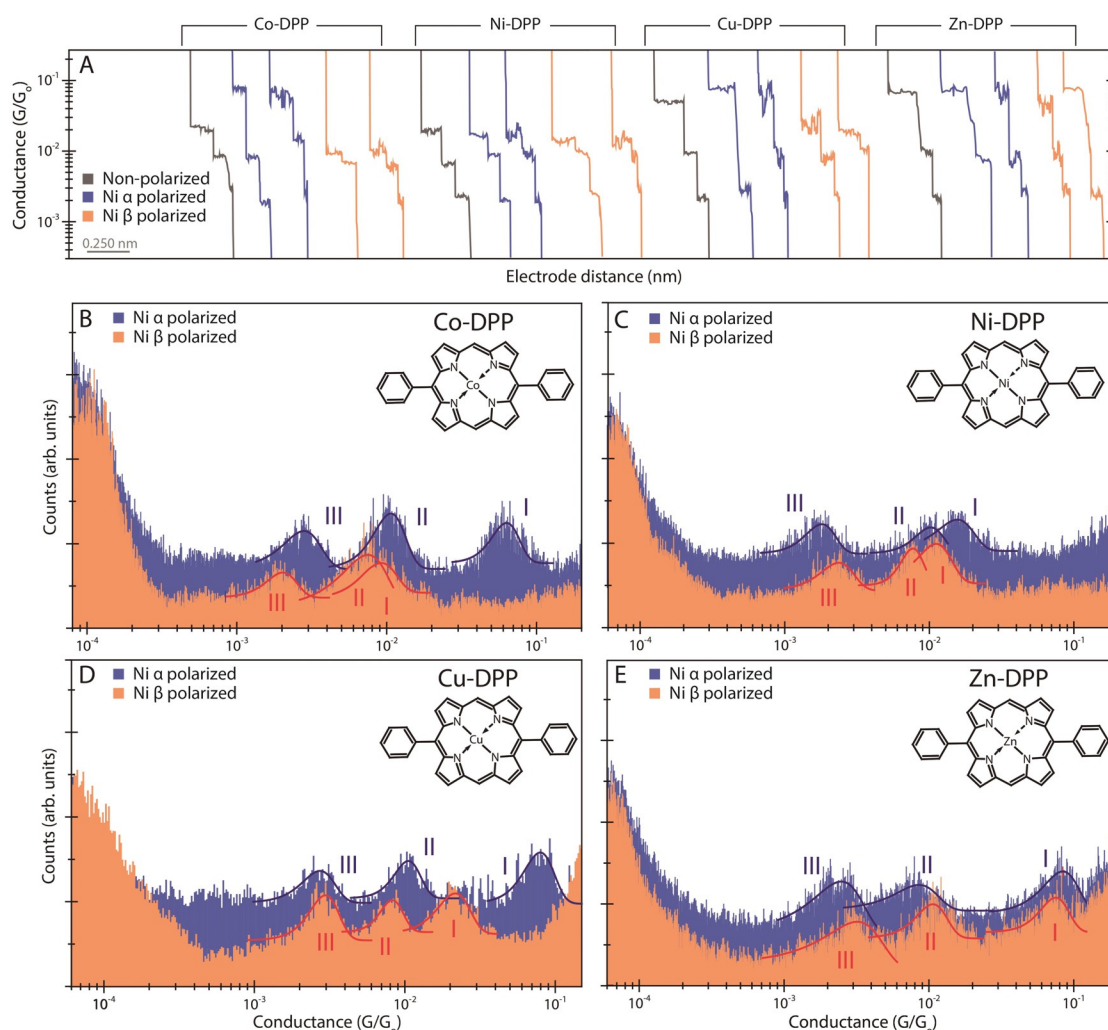 Co-DPP Ni-DPP Cu-DPP Zn-DPP
A
Conductance (G/Gₒ)
10⁻¹
10⁻²
10⁻³
Non-polarized
Ni α polarized
Ni β polarized
0.250 nm
Electrode distance (nm)
B
Ni α polarized
Ni β polarized
Co-DPP
N N
Co
N N
Counts (arb. units)
III II I
III II I
10⁻⁴ 10⁻³ 10⁻² 10⁻¹
C
Ni α polarized
Ni β polarized
Ni-DPP
N N
Ni
N N
III II I
III II I
10⁻⁴ 10⁻³ 10⁻² 10⁻¹
D
Ni α polarized
Ni β polarized
Cu-DPP
N N
Cu
N N
Counts (arb. units)
III II I
III II I
10⁻⁴ 10⁻³ 10⁻² 10⁻¹
Conductance (G/Gₒ)
E
Ni α polarized
Ni β polarized
Zn-DPP
N N
Zn
N N
III II I
III II I
10⁻⁴ 10⁻³ 10⁻² 10⁻¹
Conductance (G/Gₒ)